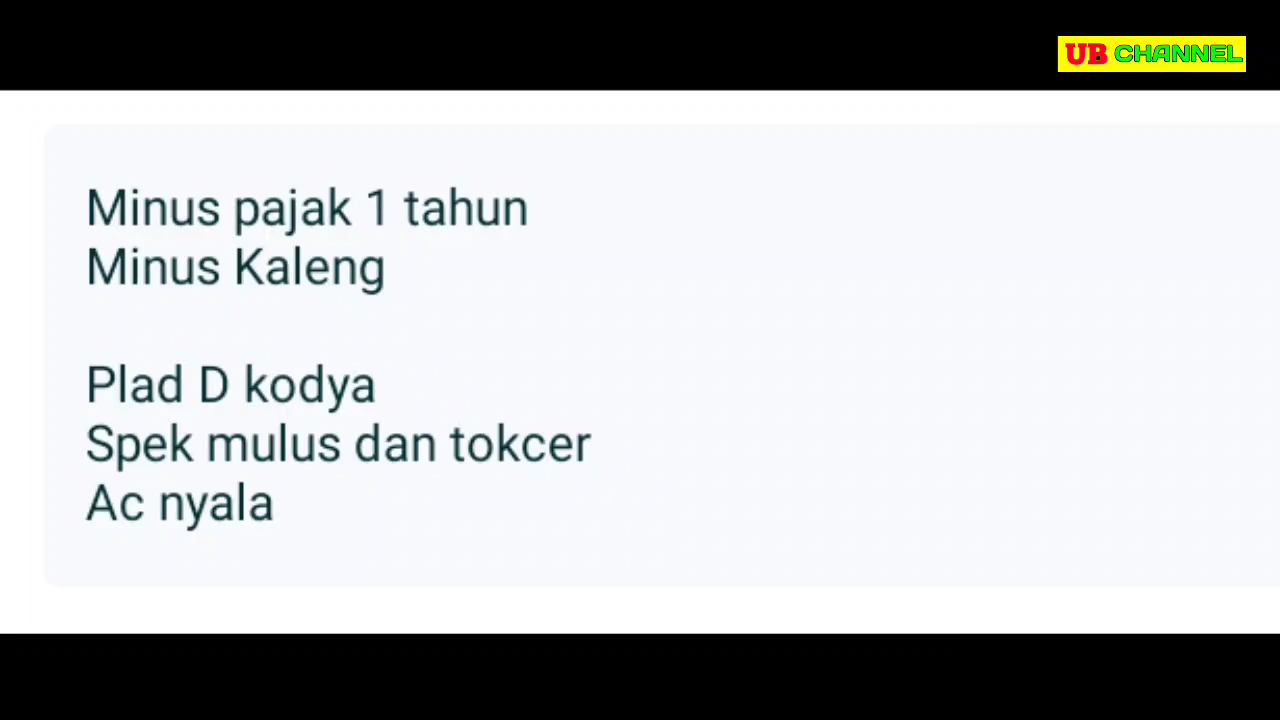 UB CHANNEL
Minus pajak 1 tahun
Minus Kaleng
Plad D kodya
Spek mulus dan tokcer
Ac nyala